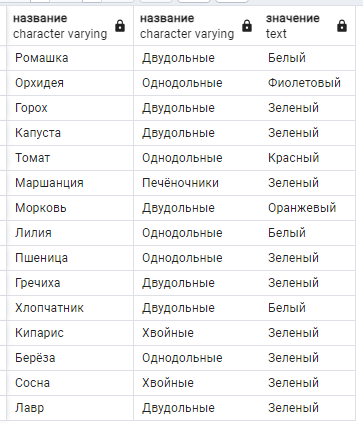 название название значение
character varying character varying text
Ромашка Двудольные Белый
Орхидея Однодольные Фиолетовый
Горох Двудольные Зеленый
Капуста Двудольные Зеленый
Томат Однодольные Красный
Маршанция Печёночники Зеленый
Морковь Двудольные Оранжевый
Лилия Однодольные Белый
Пшеница Однодольные Зеленый
Гречиха Двудольные Зеленый
Хлопчатник Двудольные Белый
Кипарис Хвойные Зеленый
Берёза Однодольные Зеленый
Сосна Хвойные Зеленый
Лавр Двудольные Зеленый